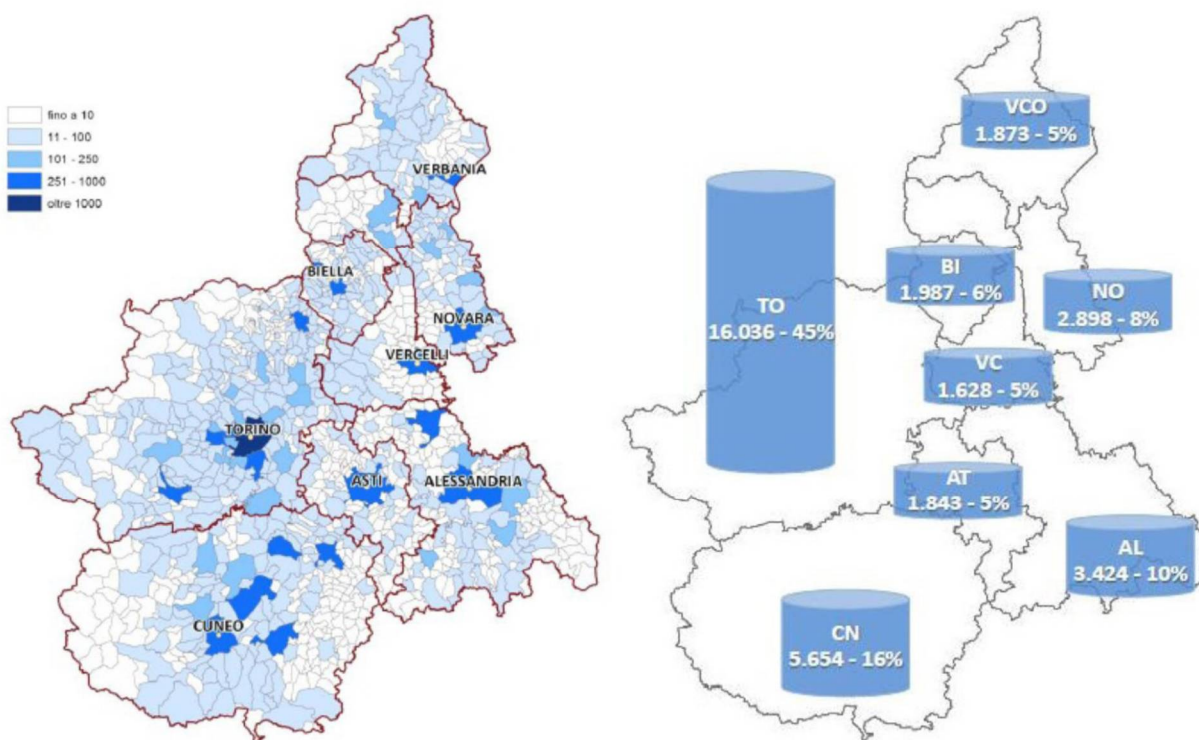 fino a 10
11 - 100
101 - 250
251 - 1000
oltre 1000
VERBANIA
BIELLA
NOVARA
VERCELLI
TORINO
ASTI
ALESSANDRIA
CUNEO
VCO
1.873 - 5%
BI
1.987 - 6%
NO
2.898 - 8%
TO
16.036 - 45%
VC
1.628 - 5%
AT
1.843 - 5%
AL
3.424 - 10%
CN
5.654 - 16%